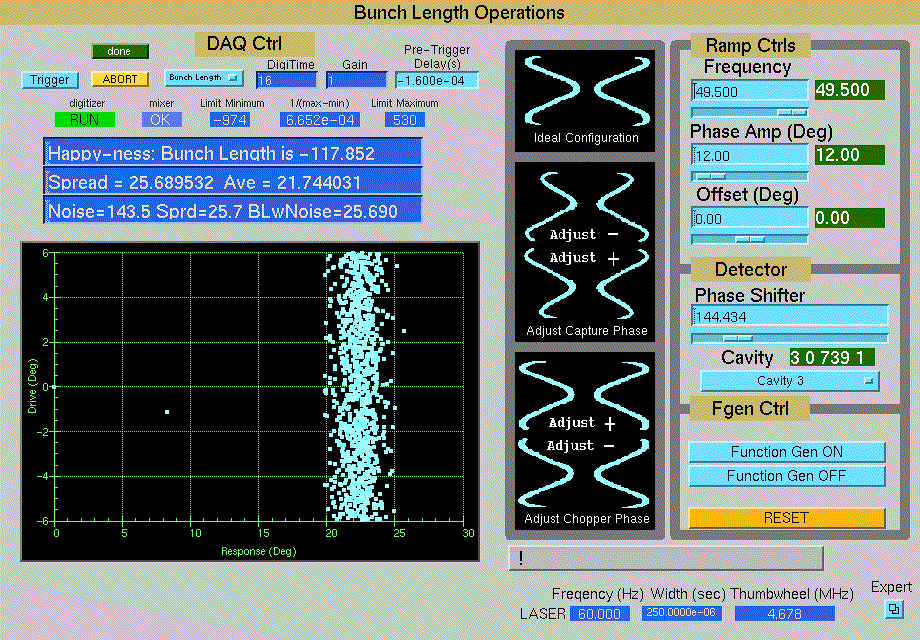 Bunch Length Operations
done
DAQ Ctrl
Trigger
ABORT
Bunch Length
DigiTime
16
Gain
1
Pre-Trigger
Delay(s)
-1.600e-04
digitizer
RUN
mixer
OK
Limit Minimum
-974
1/(max-min)
6.652e-04
Limit Maximum
530
Happy-ness: Bunch Length is -117.852
Spread = 25.689532 Ave = 21.744031
Noise=143.5 Sprd=25.7 BLwNoise=25.690
6
4
2
0
-2
-4
-6
0 5 10 15 20 25 30
Drive (Deg)
Response (Deg)
Ideal Configuration
Adjust -
Adjust +
Adjust Capture Phase
Adjust +
Adjust -
Adjust Chopper Phase
Ramp Ctrls
Frequency
49.500 49.500
Phase Amp (Deg)
12.00 12.00
Offset (Deg)
0.00 0.00
Detector
Phase Shifter
144.434
Cavity 3 0 739 1
Cavity 3
Fgen Ctrl
Function Gen ON
Function Gen OFF
RESET
!
Freqency (Hz) Width (sec) Thumbwheel (MHz)
LASER 60.000 250.0000e-06 4.678
Expert